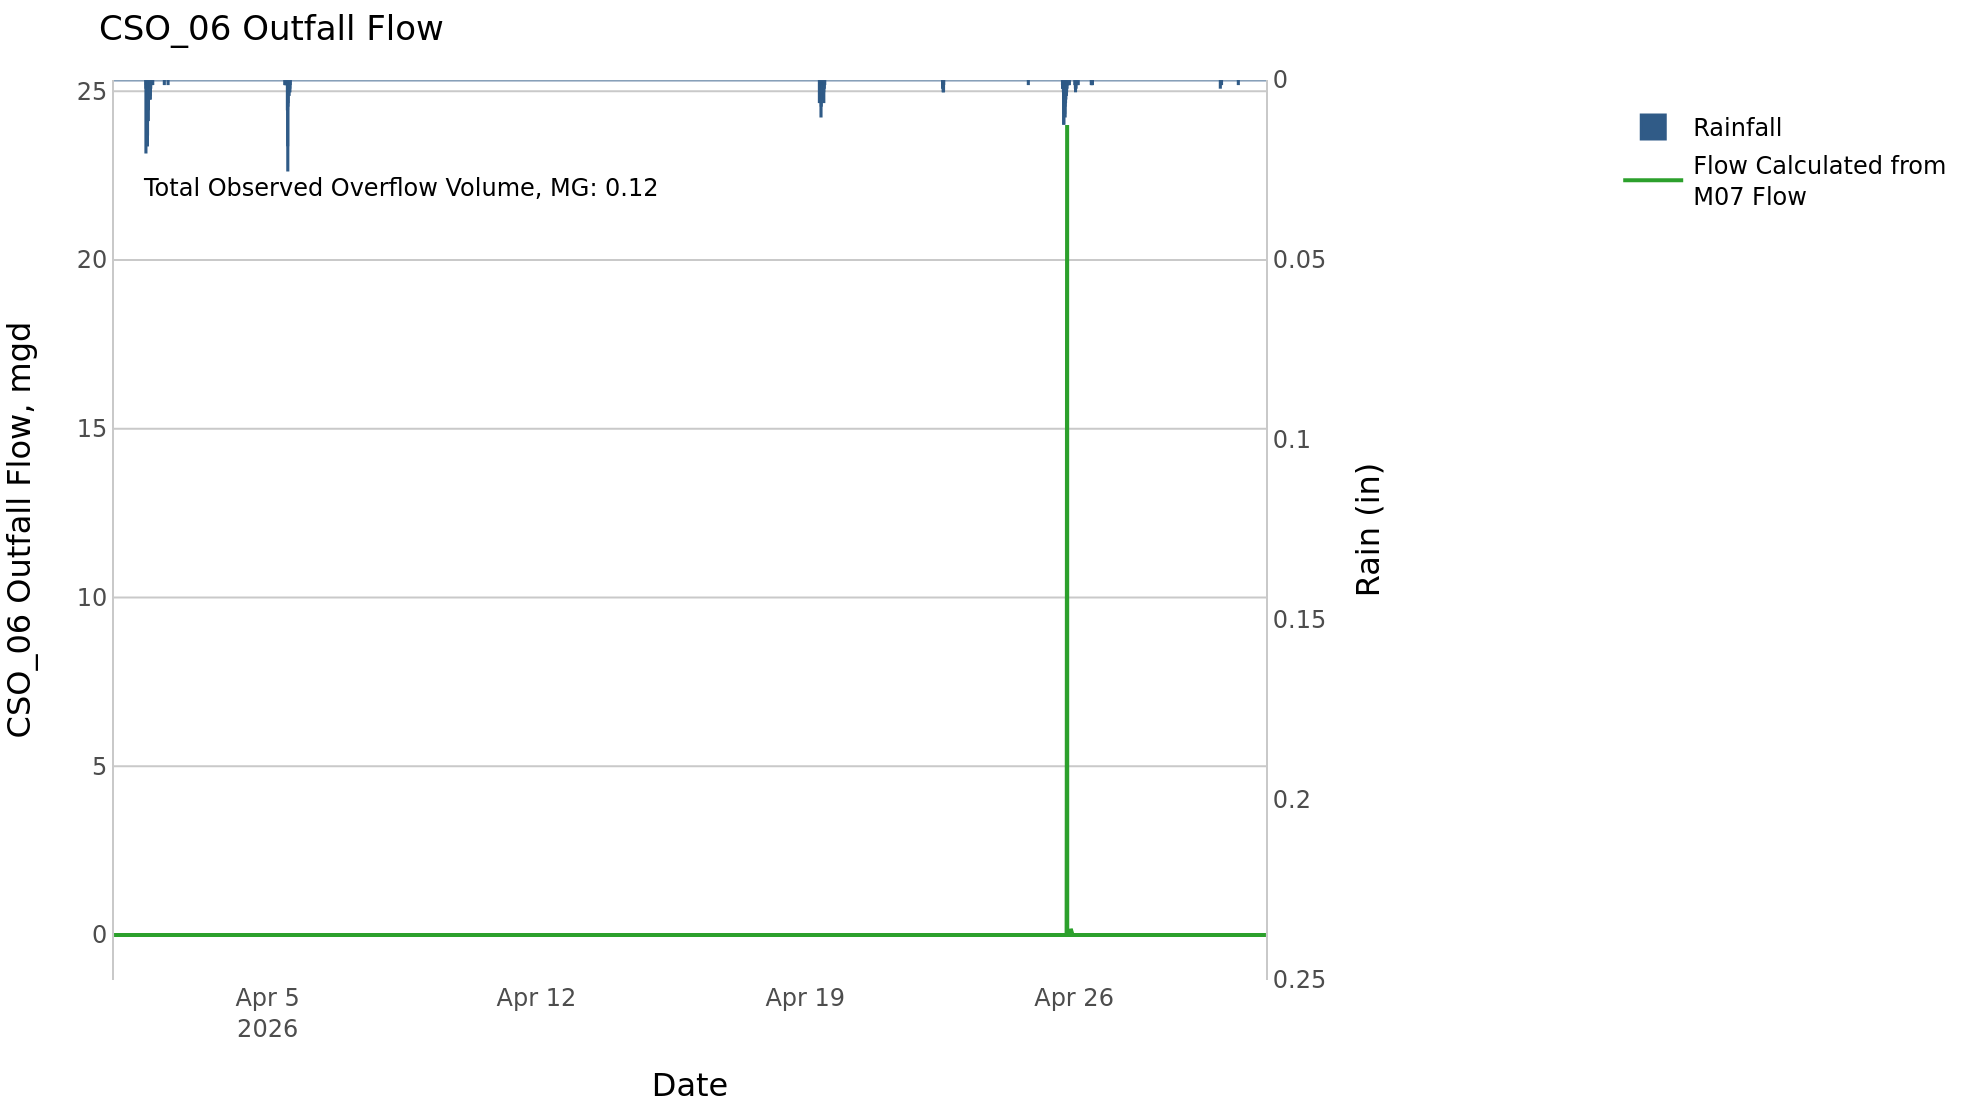 CSO_06 Outfall Flow
25
20
15
10
5
0
CSO_06 Outfall Flow, mgd
Total Observed Overflow Volume, MG: 0.12
0
0.05
0.1
0.15
0.2
0.25
Rain (in)
Apr 5
2026
Apr 12
Apr 19
Apr 26
Date
Rainfall
Flow Calculated from
M07 Flow